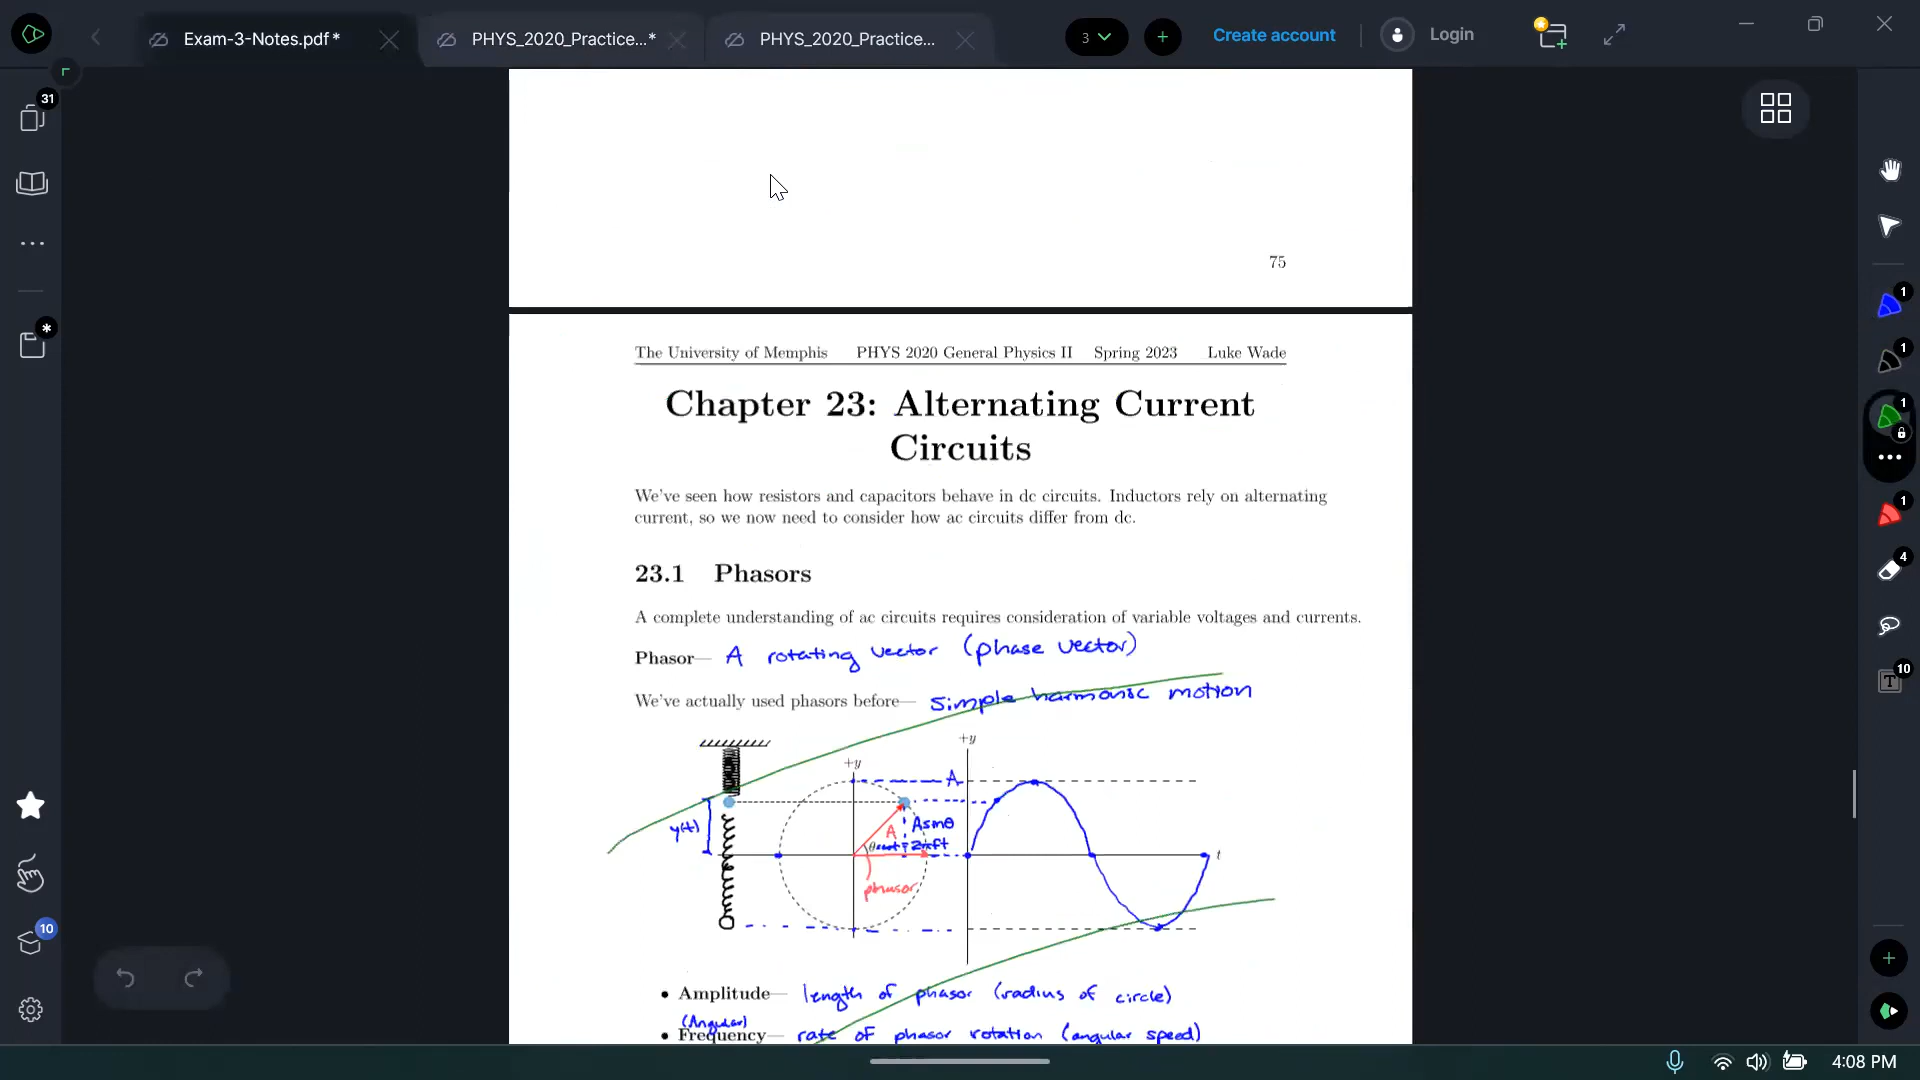 Exam-3-Notes.pdf *
PHYS_2020_Practice...*
PHYS_2020_Practice...
3
Create account
Login
31
75
The University of Memphis PHYS 2020 General Physics II Spring 2023 Luke Wade
Chapter 23: Alternating Current
Circuits
We've seen how resistors and capacitors behave in dc circuits. Inductors rely on alternating
current, so we now need to consider how ac circuits differ from dc.
23.1 Phasors
A complete understanding of ac circuits requires consideration of variable voltages and currents.
Phasor— A rotating vector (phase vector)
We've actually used phasors before— simple harmonic motion
+y
+y
A
y(t)
A
Asinθ
θ=ωt=2πft
t
phasor
• Amplitude— length of phasor (radius of circle)
(Angular)
• Frequency— rate of phasor rotation (angular speed)
1
1
1
1
4
10
10
4:08 PM